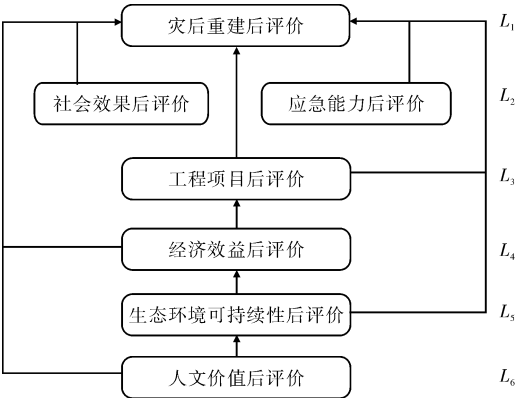 灾后重建后评价 L₁
社会效果后评价 应急能力后评价 L₂
工程项目后评价 L₃
经济效益后评价 L₄
生态环境可持续性后评价 L₅
人文价值后评价 L₆